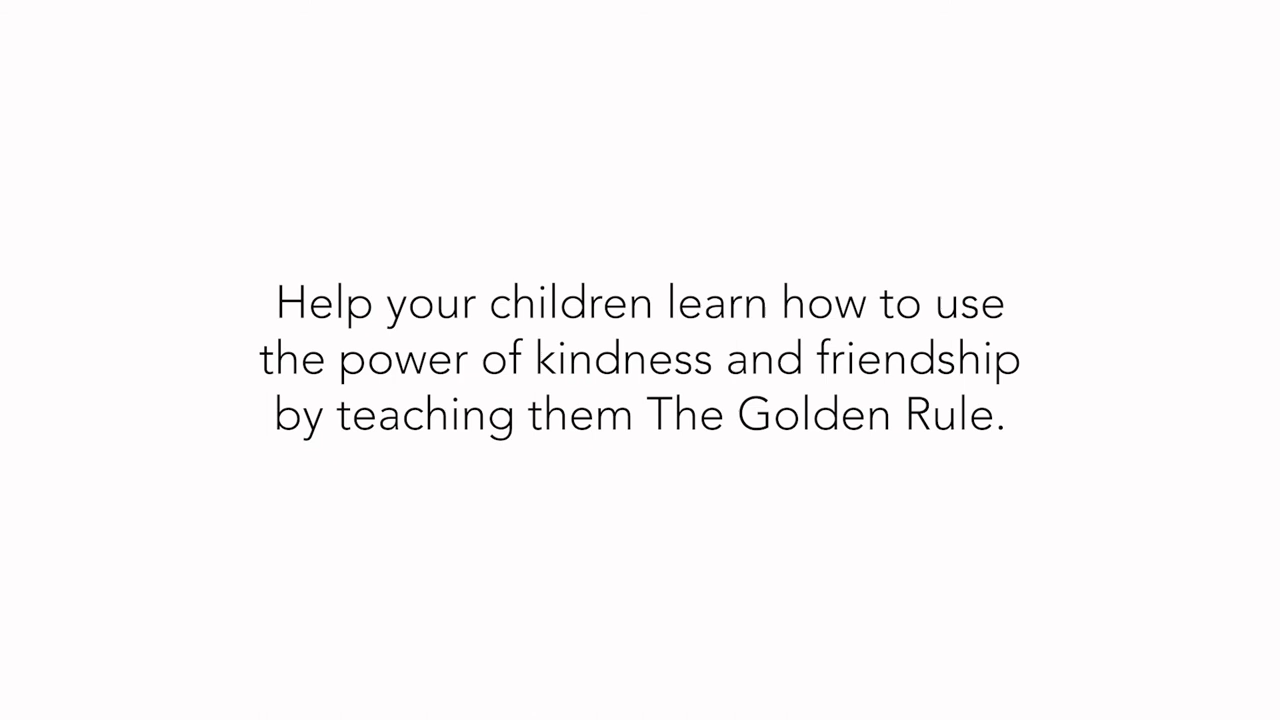 Help your children learn how to use
the power of kindness and friendship
by teaching them The Golden Rule.